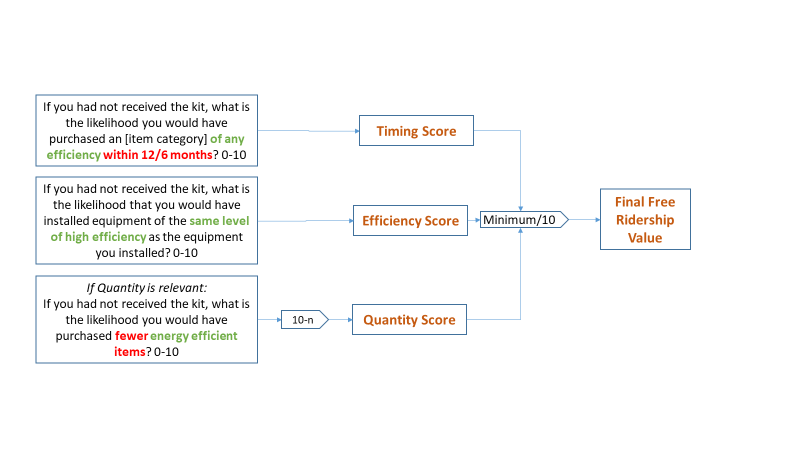 If you had not received the kit, what is
the likelihood you would have
purchased an [item category] of any
efficiency within 12/6 months? 0-10
Timing Score
If you had not received the kit, what is
the likelihood that you would have
installed equipment of the same level
of high efficiency as the equipment
you installed? 0-10
Efficiency Score
Minimum/10
Final Free
Ridership
Value
If Quantity is relevant:
If you had not received the kit, what is
the likelihood you would have
purchased fewer energy efficient
items? 0-10
10-n
Quantity Score